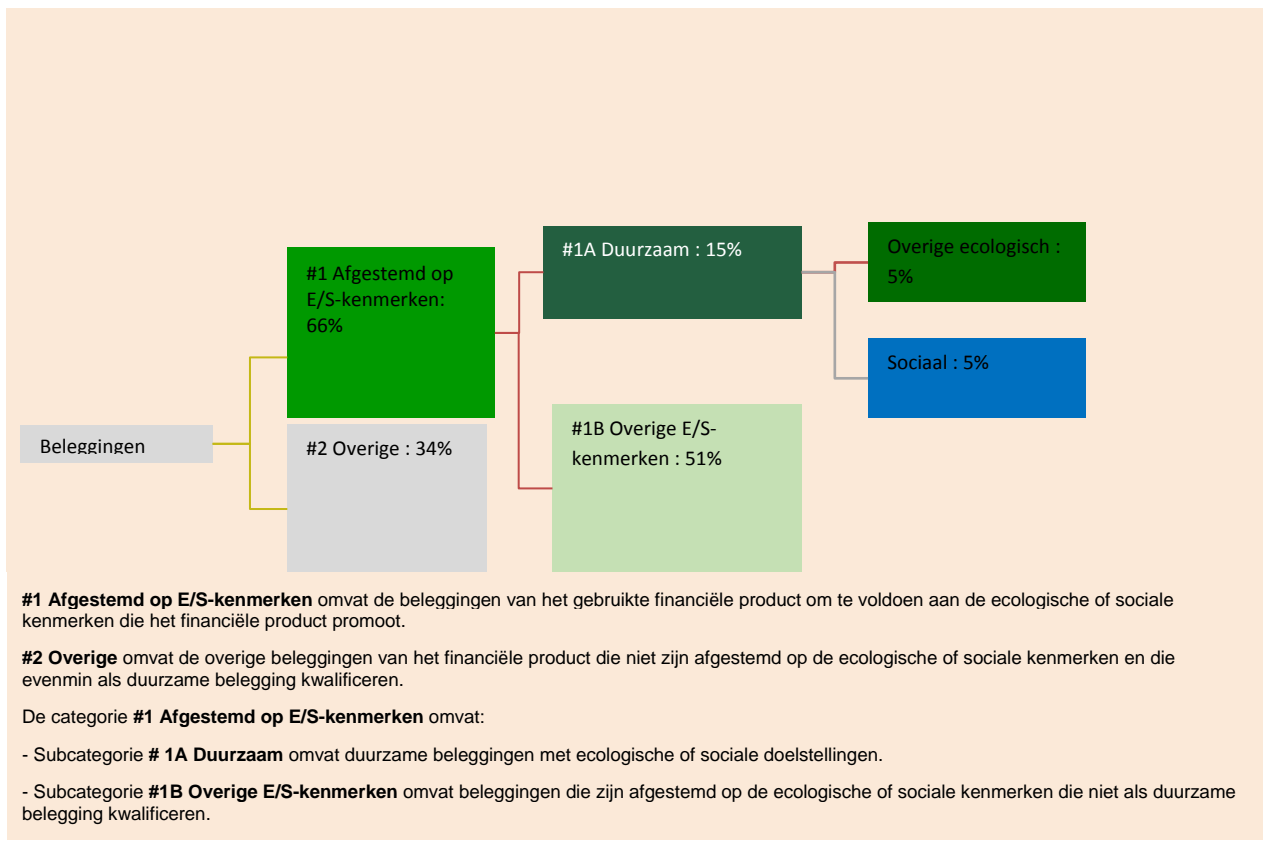 #1A Duurzaam : 15%
Overige ecologisch :
5%
#1 Afgestemd op
E/S-kenmerken:
66%
Sociaal : 5%
#1B Overige E/S-
kenmerken : 51%
Beleggingen
#2 Overige : 34%
#1 Afgestemd op E/S-kenmerken omvat de beleggingen van het gebruikte financiële product om te voldoen aan de ecologische of sociale
kenmerken die het financiële product promoot.
#2 Overige omvat de overige beleggingen van het financiële product die niet zijn afgestemd op de ecologische of sociale kenmerken en die
evenmin als duurzame belegging kwalificeren.
De categorie #1 Afgestemd op E/S-kenmerken omvat:
- Subcategorie # 1A Duurzaam omvat duurzame beleggingen met ecologische of sociale doelstellingen.
- Subcategorie #1B Overige E/S-kenmerken omvat beleggingen die zijn afgestemd op de ecologische of sociale kenmerken die niet als duurzame
belegging kwalificeren.